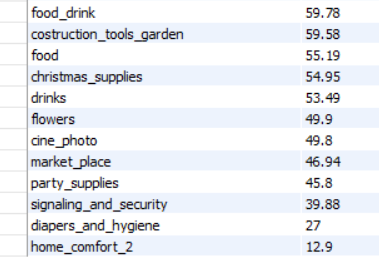 food_drink 59.78
costruction_tools_garden 59.58
food 55.19
christmas_supplies 54.95
drinks 53.49
flowers 49.9
cine_photo 49.8
market_place 46.94
party_supplies 45.8
signaling_and_security 39.88
diapers_and_hygiene 27
home_comfort_2 12.9